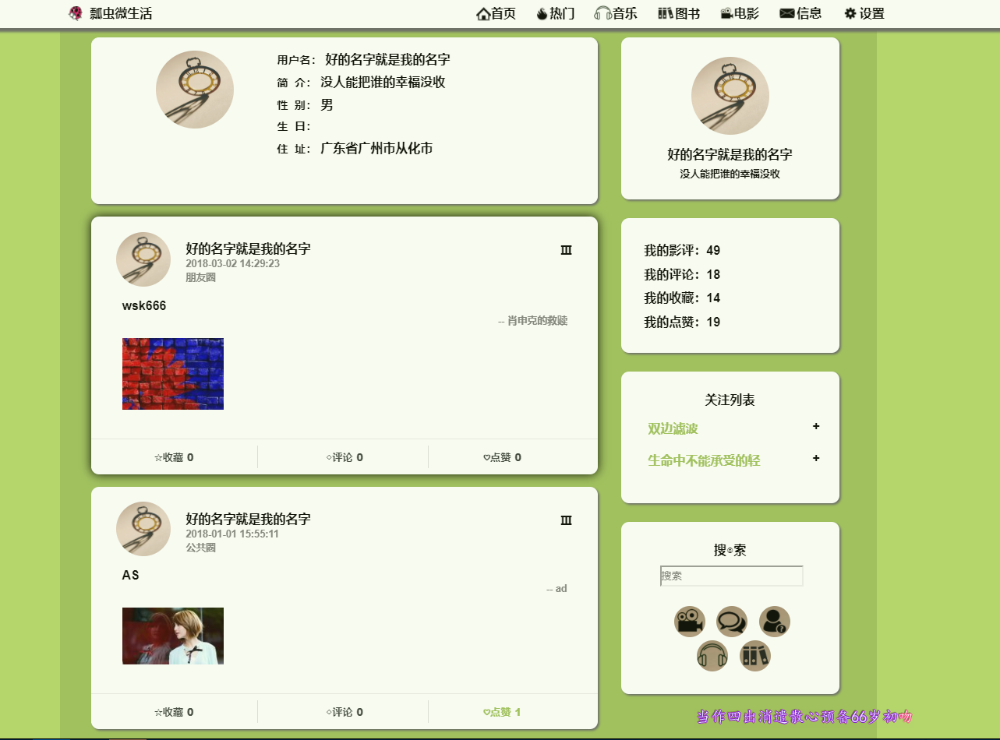 瓢虫微生活 首页 热门 音乐 图书 电影 信息 设置
用户名: 好的名字就是我的名字
简 介: 没人能把谁的幸福没收
性 别: 男
生 日:
住 址: 广东省广州市从化市
好的名字就是我的名字
2018-03-02 14:29:23
朋友圈
wsk666
-- 肖申克的救赎
☆收藏 0 ◇评论 0 ♡点赞 0
好的名字就是我的名字
2018-01-01 15:55:11
公共圈
AS
-- ad
☆收藏 0 ◇评论 0 ♡点赞 1
好的名字就是我的名字
没人能把谁的幸福没收
我的影评：49
我的评论：18
我的收藏：14
我的点赞：19
关注列表
双边滤波 +
生命中不能承受的轻 +
搜⊙索
搜索
当作四出消遣散心预备66岁初吻